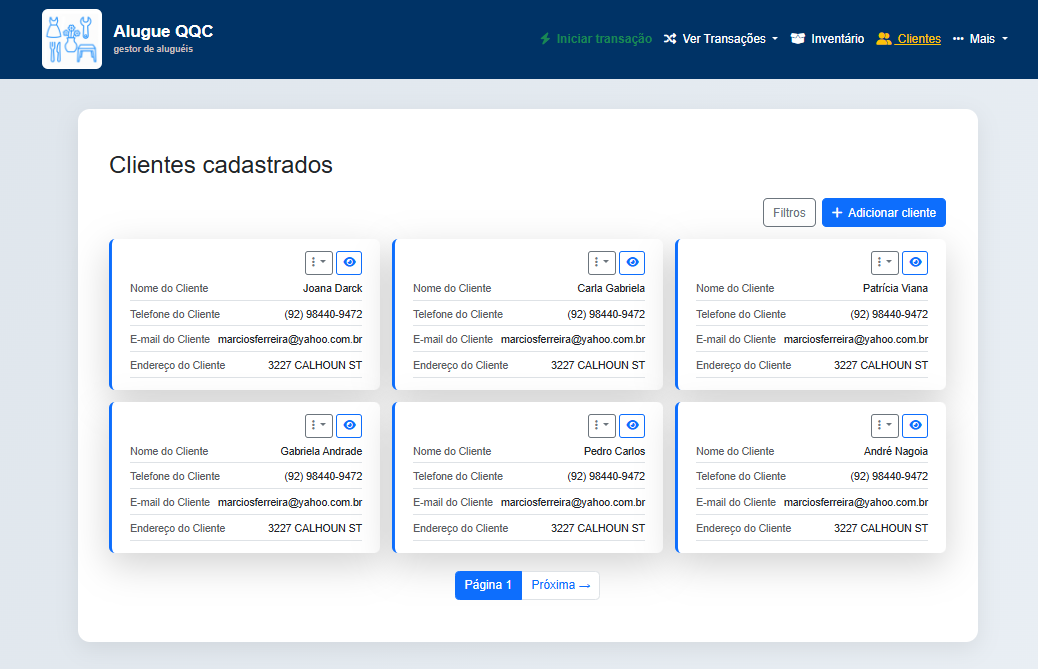 Alugue QQC
gestor de aluguéis
Iniciar transação Ver Transações Inventário Clientes Mais
Clientes cadastrados
Filtros Adicionar cliente
Nome do Cliente Joana Darck
Telefone do Cliente (92) 98440-9472
E-mail do Cliente marciosferreira@yahoo.com.br
Endereço do Cliente 3227 CALHOUN ST
Nome do Cliente Carla Gabriela
Telefone do Cliente (92) 98440-9472
E-mail do Cliente marciosferreira@yahoo.com.br
Endereço do Cliente 3227 CALHOUN ST
Nome do Cliente Patrícia Viana
Telefone do Cliente (92) 98440-9472
E-mail do Cliente marciosferreira@yahoo.com.br
Endereço do Cliente 3227 CALHOUN ST
Nome do Cliente Gabriela Andrade
Telefone do Cliente (92) 98440-9472
E-mail do Cliente marciosferreira@yahoo.com.br
Endereço do Cliente 3227 CALHOUN ST
Nome do Cliente Pedro Carlos
Telefone do Cliente (92) 98440-9472
E-mail do Cliente marciosferreira@yahoo.com.br
Endereço do Cliente 3227 CALHOUN ST
Nome do Cliente André Nagoia
Telefone do Cliente (92) 98440-9472
E-mail do Cliente marciosferreira@yahoo.com.br
Endereço do Cliente 3227 CALHOUN ST
Página 1 Próxima →